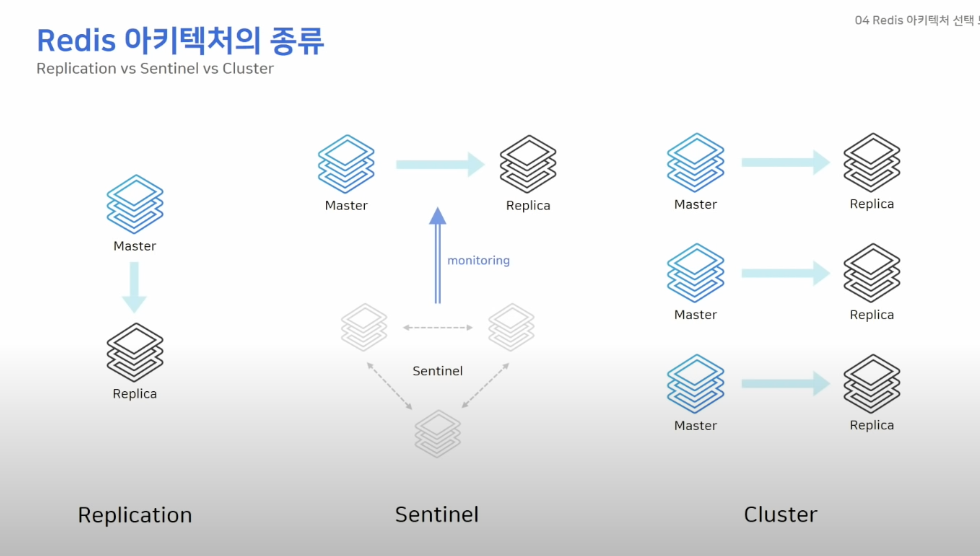 04 Redis 아키텍처 선택
Redis 아키텍처의 종류
Replication vs Sentinel vs Cluster
Master
Replica
Replication
Master
Replica
monitoring
Sentinel
Sentinel
Master
Replica
Master
Replica
Master
Replica
Cluster